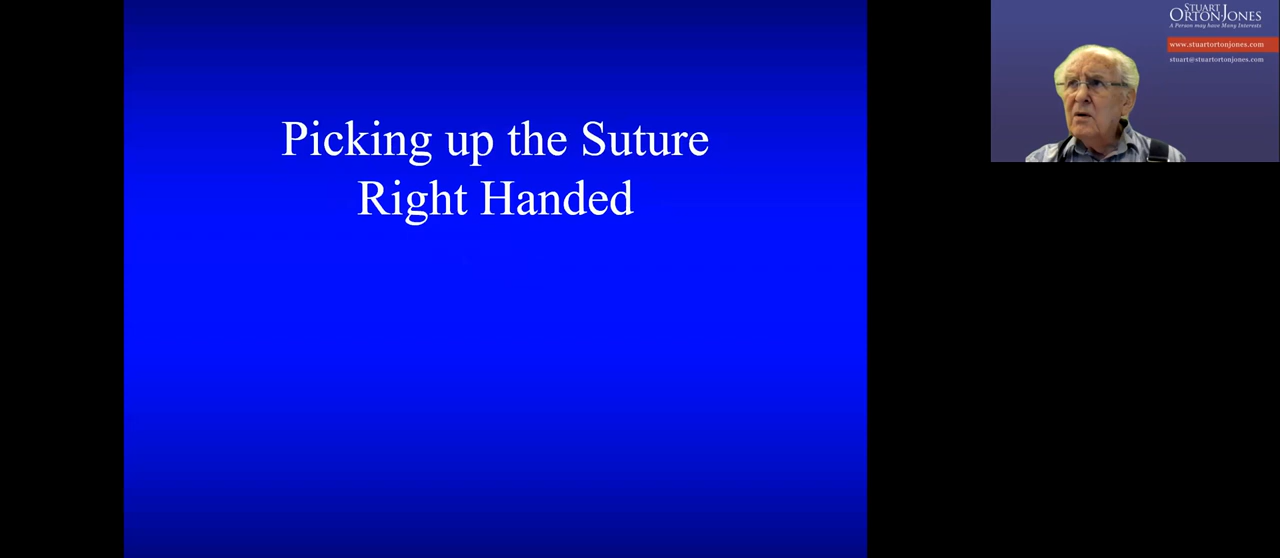 Picking up the Suture
Right Handed
STUART
ORTON-JONES
A Person may have Many Interests
www.stuartortonjones.com
stuart@stuartortonjones.com